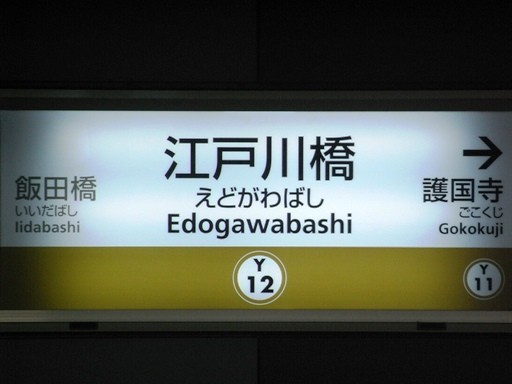 江戸川橋
えどがわばし
Edogawabashi
飯田橋
いいだばし
Iidabashi
→
護国寺
ごこくじ
Gokokuji
Y
12
Y
11